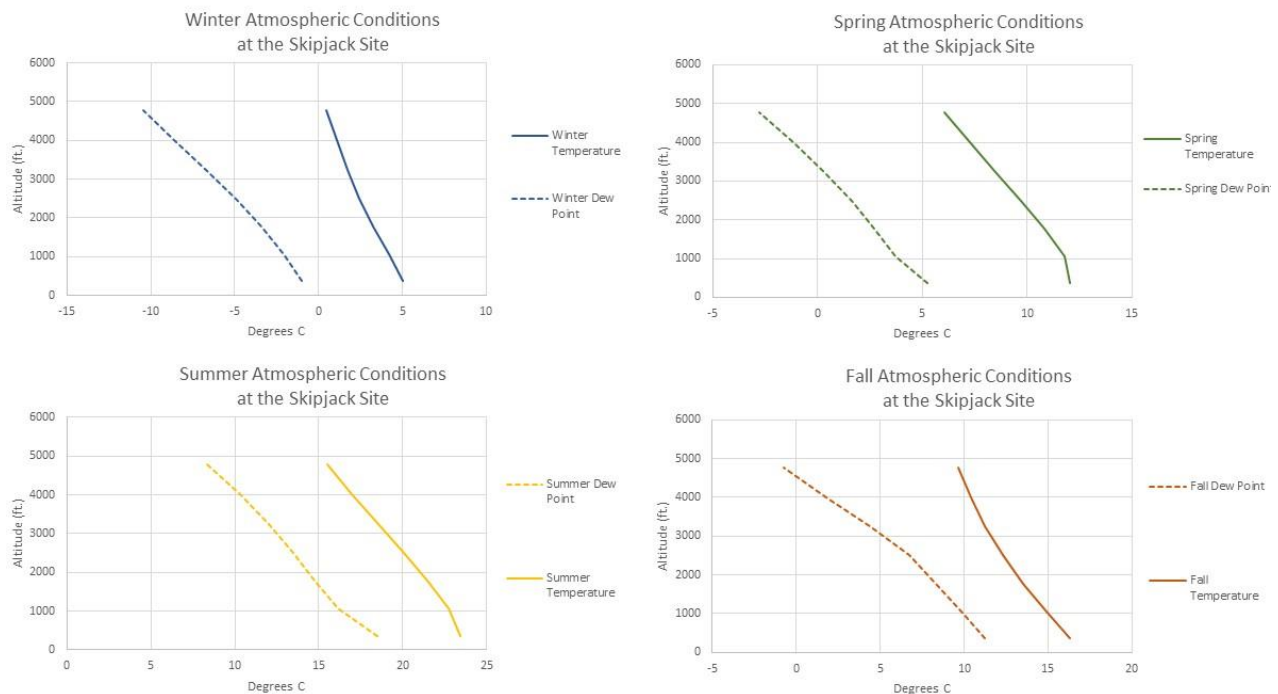 Winter Atmospheric Conditions
at the Skipjack Site
6000
5000
4000
3000
2000
1000
0
Altitude (ft.)
-15
-10
-5
0
5
10
Degrees C
Winter
Temperature
Winter Dew
Point
Spring Atmospheric Conditions
at the Skipjack Site
6000
5000
4000
3000
2000
1000
0
Altitude (ft.)
-5
0
5
10
15
Degrees C
Spring
Temperature
Spring Dew Point
Summer Atmospheric Conditions
at the Skipjack Site
6000
5000
4000
3000
2000
1000
0
Altitude (ft.)
0
5
10
15
20
25
Degrees C
Summer Dew
Point
Summer
Temperature
Fall Atmospheric Conditions
at the Skipjack Site
6000
5000
4000
3000
2000
1000
0
Altitude (ft.)
-5
0
5
10
15
20
Degrees C
Fall Dew Point
Fall
Temperature